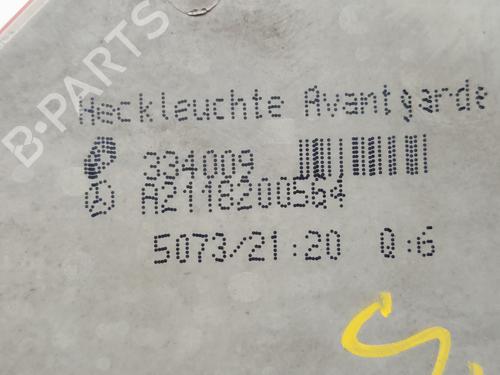 B-PARTS
Heckleuchte Avantgarde
334009
A2118200564
5073/21:20 Q:6